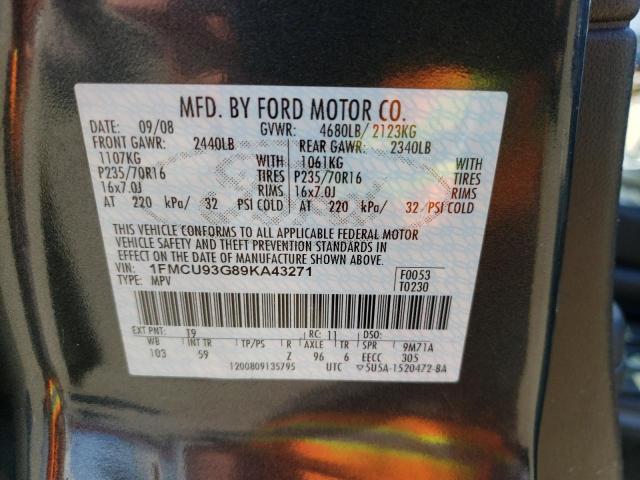 MFD. BY FORD MOTOR CO.
DATE: 09/08 GVWR: 4680LB/ 2123KG
FRONT GAWR: 2440LB REAR GAWR: 2340LB
1107KG WITH 1061KG WITH
P235/70R16 TIRES P235/70R16 TIRES
16x7.0J RIMS 16x7.0J RIMS
AT 220 kPa/ 32 PSI COLD AT 220 kPa/ 32 PSI COLD
THIS VEHICLE CONFORMS TO ALL APPLICABLE FEDERAL MOTOR
VEHICLE SAFETY AND THEFT PREVENTION STANDARDS IN
EFFECT ON THE DATE OF MANUFACTURE SHOWN ABOVE.
VIN: 1FMCU93G89KA43271 F0053
TYPE: MPV T0230
EXT PNT: T9 RC: 11 DSO:
WB INT TR TP/PS R AXLE TR SPR 9M71A
103 59 Z 96 6 EECC 305
1200809135795 UTC ▽5U5A-1520472-BA